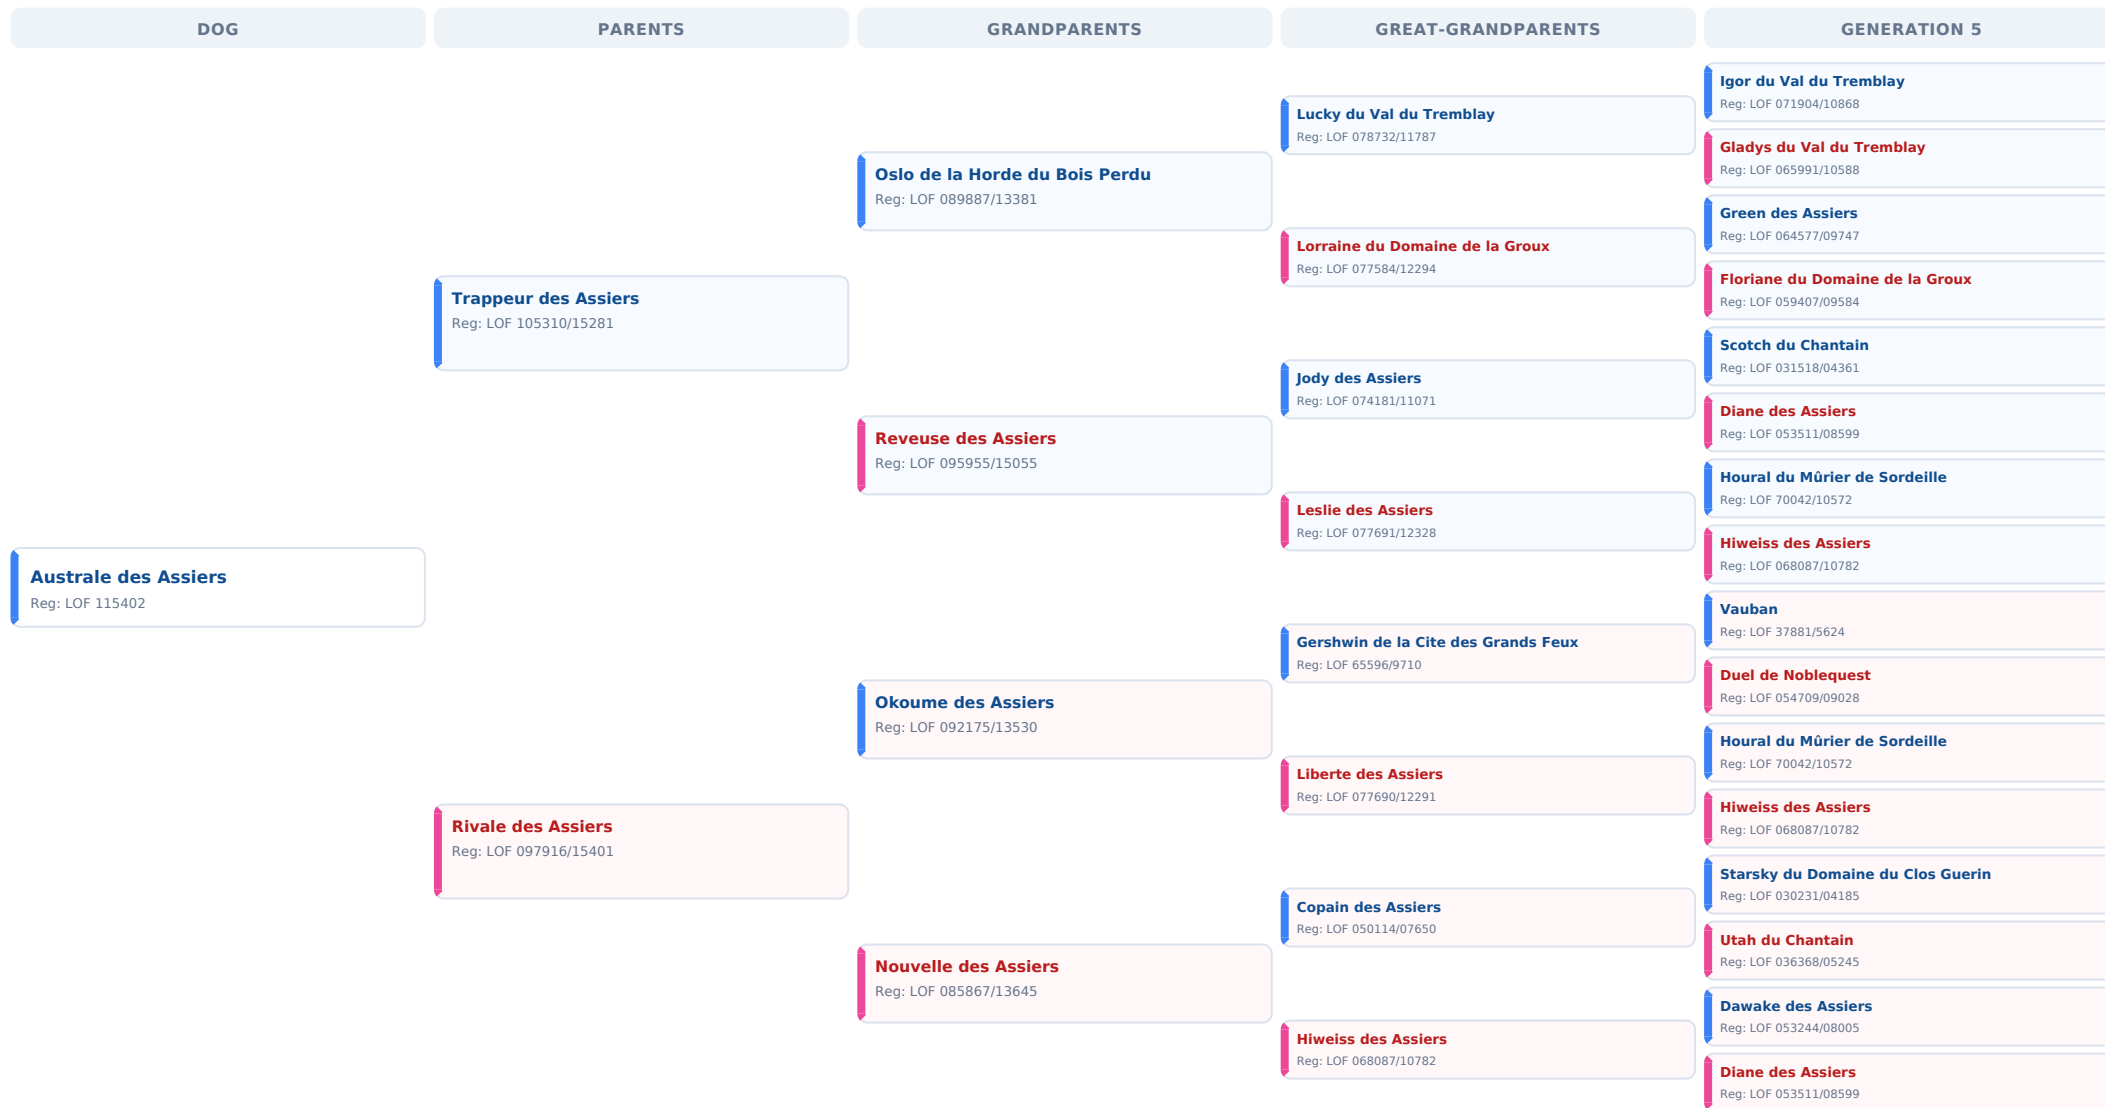 DOG
PARENTS
GRANDPARENTS
GREAT-GRANDPARENTS
GENERATION 5
Australe des Assiers
Reg: LOF 115402
Trappeur des Assiers
Reg: LOF 105310/15281
Rivale des Assiers
Reg: LOF 097916/15401
Oslo de la Horde du Bois Perdu
Reg: LOF 089887/13381
Reveuse des Assiers
Reg: LOF 095955/15055
Okoume des Assiers
Reg: LOF 092175/13530
Nouvelle des Assiers
Reg: LOF 085867/13645
Lucky du Val du Tremblay
Reg: LOF 078732/11787
Lorraine du Domaine de la Groux
Reg: LOF 077584/12294
Jody des Assiers
Reg: LOF 074181/11071
Leslie des Assiers
Reg: LOF 077691/12328
Gershwin de la Cite des Grands Feux
Reg: LOF 65596/9710
Liberte des Assiers
Reg: LOF 077690/12291
Copain des Assiers
Reg: LOF 050114/07650
Hiweiss des Assiers
Reg: LOF 068087/10782
Igor du Val du Tremblay
Reg: LOF 071904/10868
Gladys du Val du Tremblay
Reg: LOF 065991/10588
Green des Assiers
Reg: LOF 064577/09747
Floriane du Domaine de la Groux
Reg: LOF 059407/09584
Scotch du Chantain
Reg: LOF 031518/04361
Diane des Assiers
Reg: LOF 053511/08599
Houral du Mûrier de Sordeille
Reg: LOF 70042/10572
Hiweiss des Assiers
Reg: LOF 068087/10782
Vauban
Reg: LOF 37881/5624
Duel de Noblequest
Reg: LOF 054709/09028
Houral du Mûrier de Sordeille
Reg: LOF 70042/10572
Hiweiss des Assiers
Reg: LOF 068087/10782
Starsky du Domaine du Clos Guerin
Reg: LOF 030231/04185
Utah du Chantain
Reg: LOF 036368/05245
Dawake des Assiers
Reg: LOF 053244/08005
Diane des Assiers
Reg: LOF 053511/08599